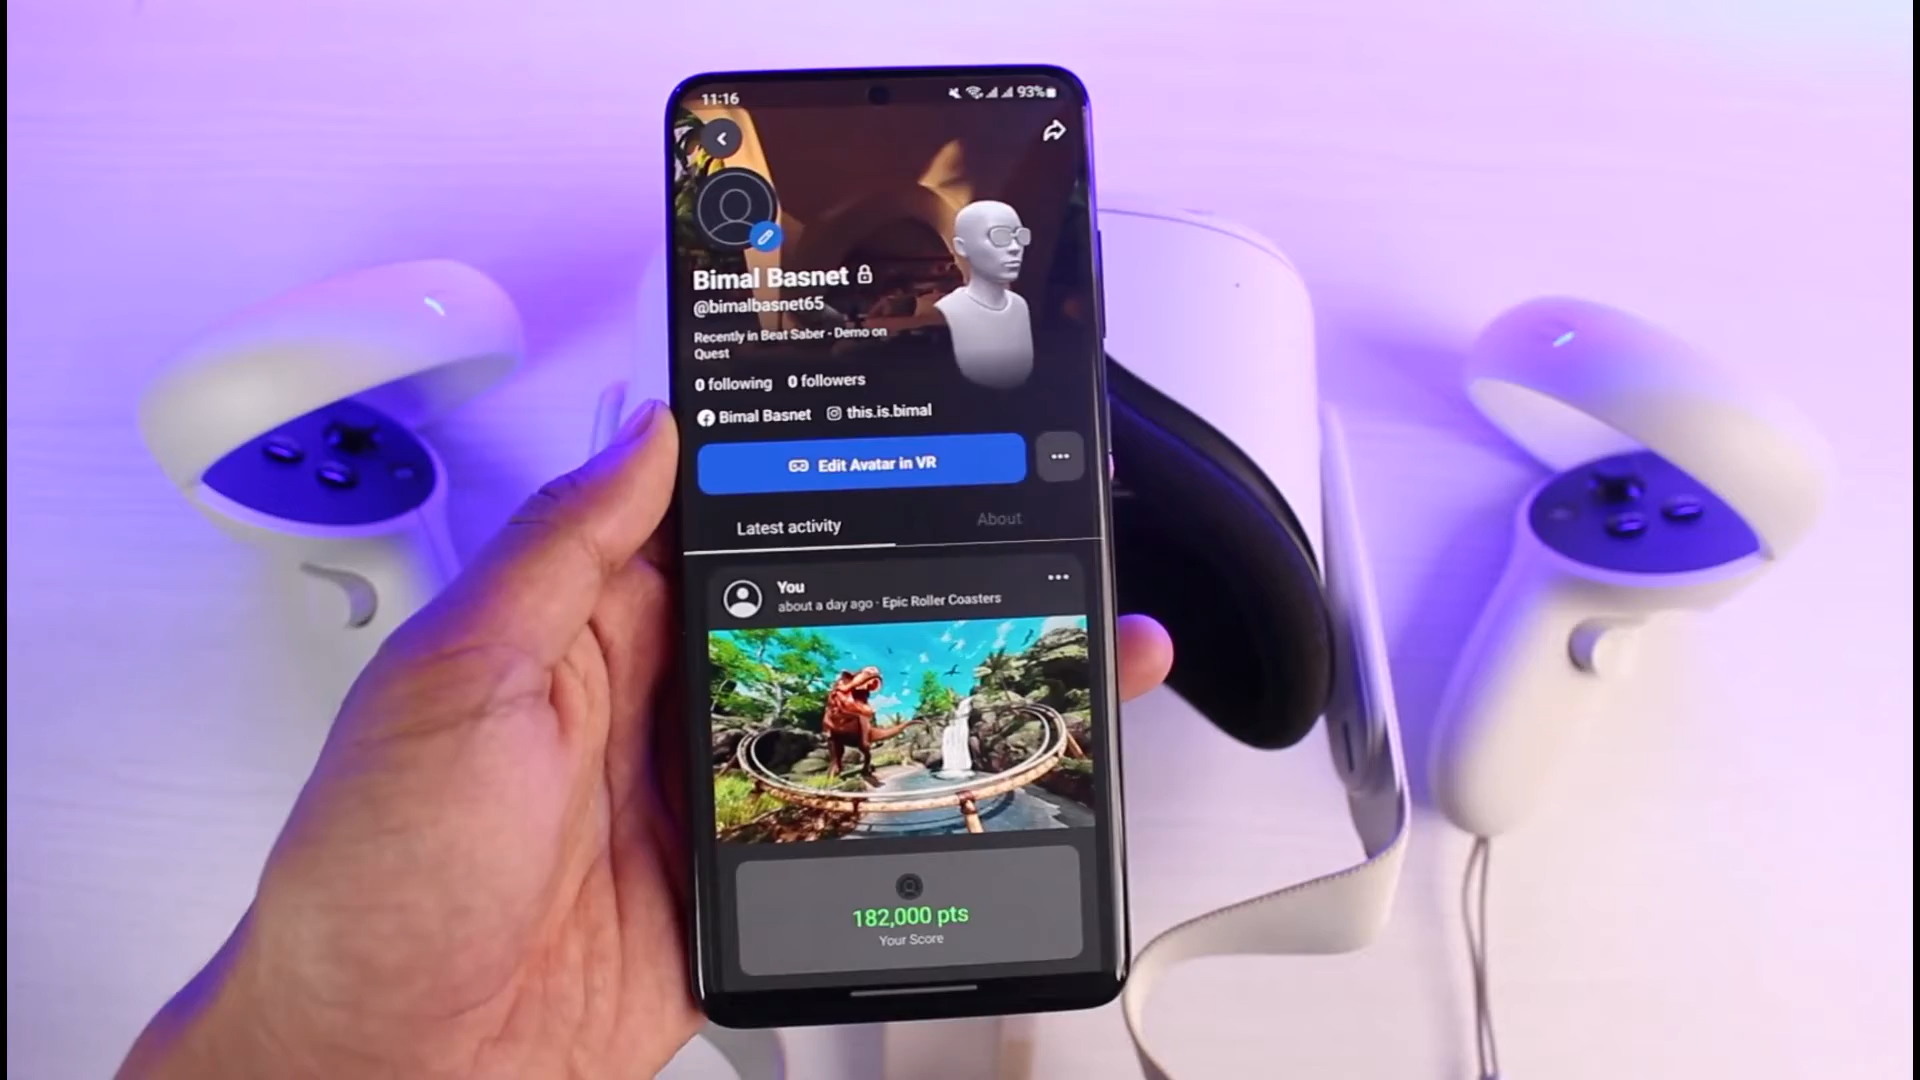 11:16
93%
Bimal Basnet
@bimalbasnet65
Recently in Beat Saber - Demo on
Quest
0 following 0 followers
Bimal Basnet this.is.bimal
Edit Avatar in VR
Latest activity About
You
about a day ago · Epic Roller Coasters
182,000 pts
Your Score